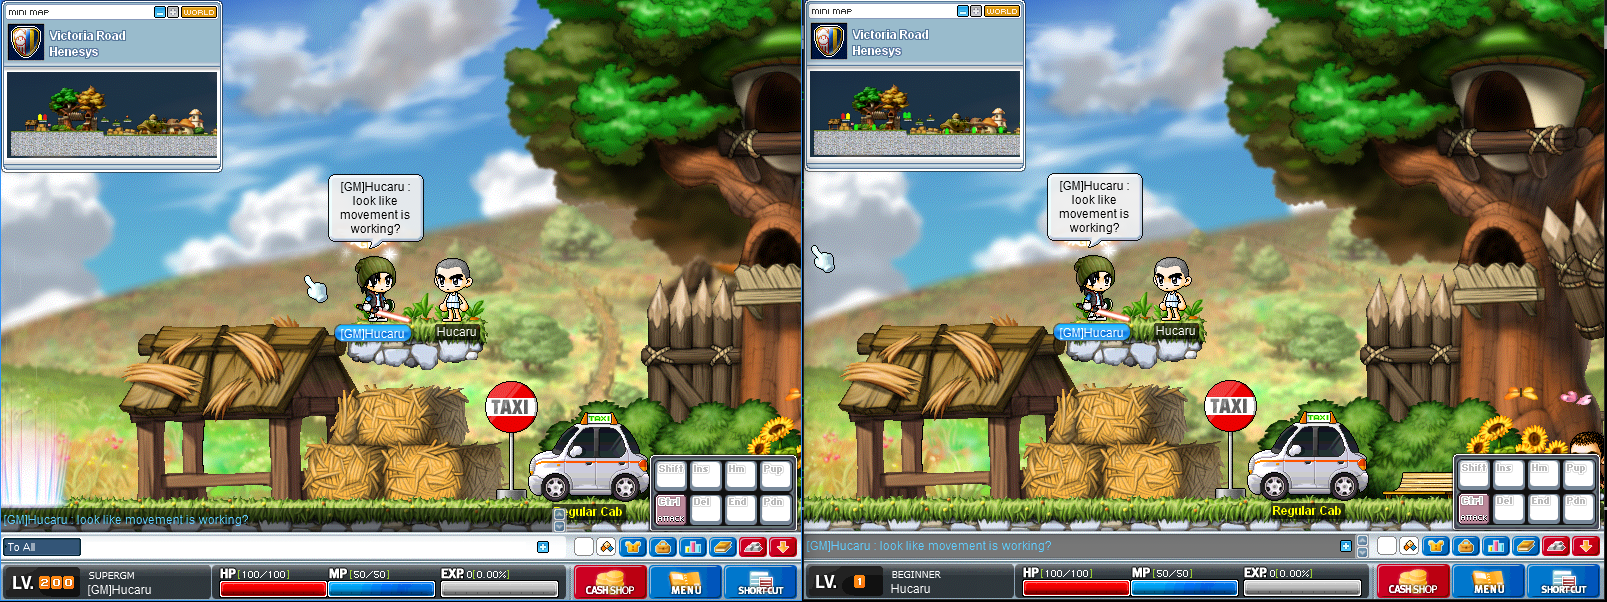 MINI MAP
WORLD
Victoria Road
Henesys
[GM]Hucaru :
look like
movement is
working?
[GM]Hucaru
Hucaru
TAXI
TAXI
Shift Ins Hm Pup
Ctrl Del End Pdn
ATTACK
[GM]Hucaru : look like movement is working?
egular Cab
To All
LV. 200
SUPERGM
[GM]Hucaru
HP[100/100] MP[50/50] EXP. 0[0.00%]
CASH SHOP
MENU
SHORT-CUT
MINI MAP
WORLD
Victoria Road
Henesys
[GM]Hucaru :
look like
movement is
working?
[GM]Hucaru
Hucaru
TAXI
TAXI
Shift Ins Hm Pup
Ctrl Del End Pdn
ATTACK
Regular Cab
[GM]Hucaru : look like movement is working?
LV. 1
BEGINNER
Hucaru
HP[100/100] MP[50/50] EXP. 0[0.00%]
CASH SHOP
MENU
SHORT-CUT